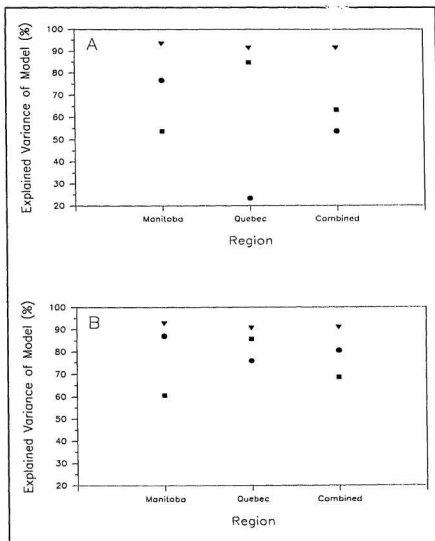 A
Explained Variance of Model (%)
100
90
80
70
60
50
40
30
20
Manitoba Quebec Combined
Region
B
Explained Variance of Model (%)
100
90
80
70
60
50
40
30
20
Manitoba Quebec Combined
Region